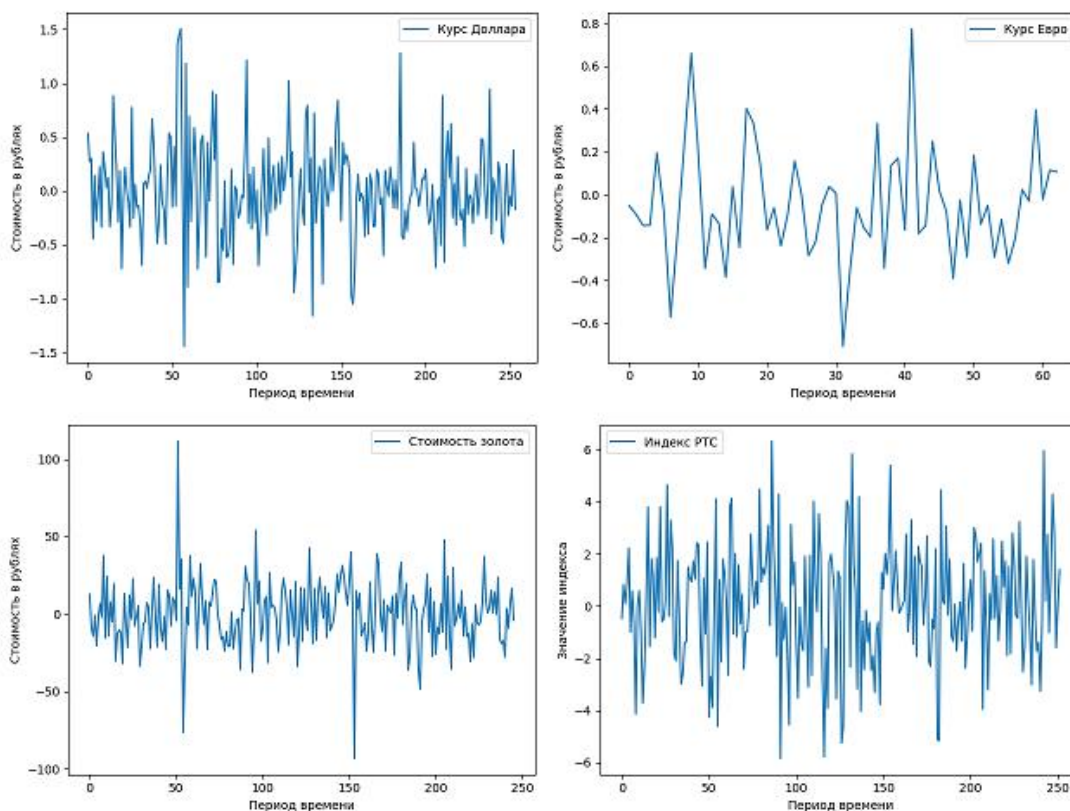 1.5
1.0
0.5
0.0
−0.5
−1.0
−1.5
Стоимость в рублях
Курс Доллара
0 50 100 150 200 250
Период времени
0.8
0.6
0.4
0.2
0.0
−0.2
−0.4
−0.6
Стоимость в рублях
Курс Евро
0 10 20 30 40 50 60
Период времени
100
50
0
−50
−100
Стоимость в рублях
Стоимость золота
0 50 100 150 200 250
Период времени
6
4
2
0
−2
−4
−6
Значение индекса
Индекс РТС
0 50 100 150 200 250
Период времени